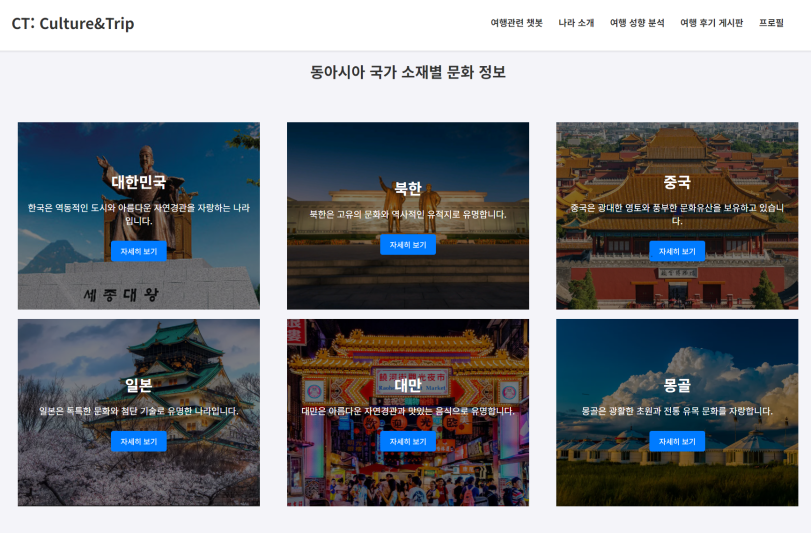 CT: Culture&Trip
여행관련 챗봇 나라 소개 여행 성향 분석 여행 후기 게시판 프로필
동아시아 국가 소재별 문화 정보
대한민국
한국은 역동적인 도시와 아름다운 자연경관을 자랑하는 나라
입니다.
자세히 보기
세종대왕
북한
북한은 고유의 문화와 역사적인 유적지로 유명합니다.
자세히 보기
중국
중국은 광대한 영토와 풍부한 문화유산을 보유하고 있습니
다.
자세히 보기
일본
일본은 독특한 문화와 첨단 기술로 유명한 나라입니다.
자세히 보기
饒河街觀光夜市
대만
대만은 아름다운 자연경관과 맛있는 음식으로 유명합니다.
자세히 보기
몽골
몽골은 광활한 초원과 전통 유목 문화를 자랑합니다.
자세히 보기